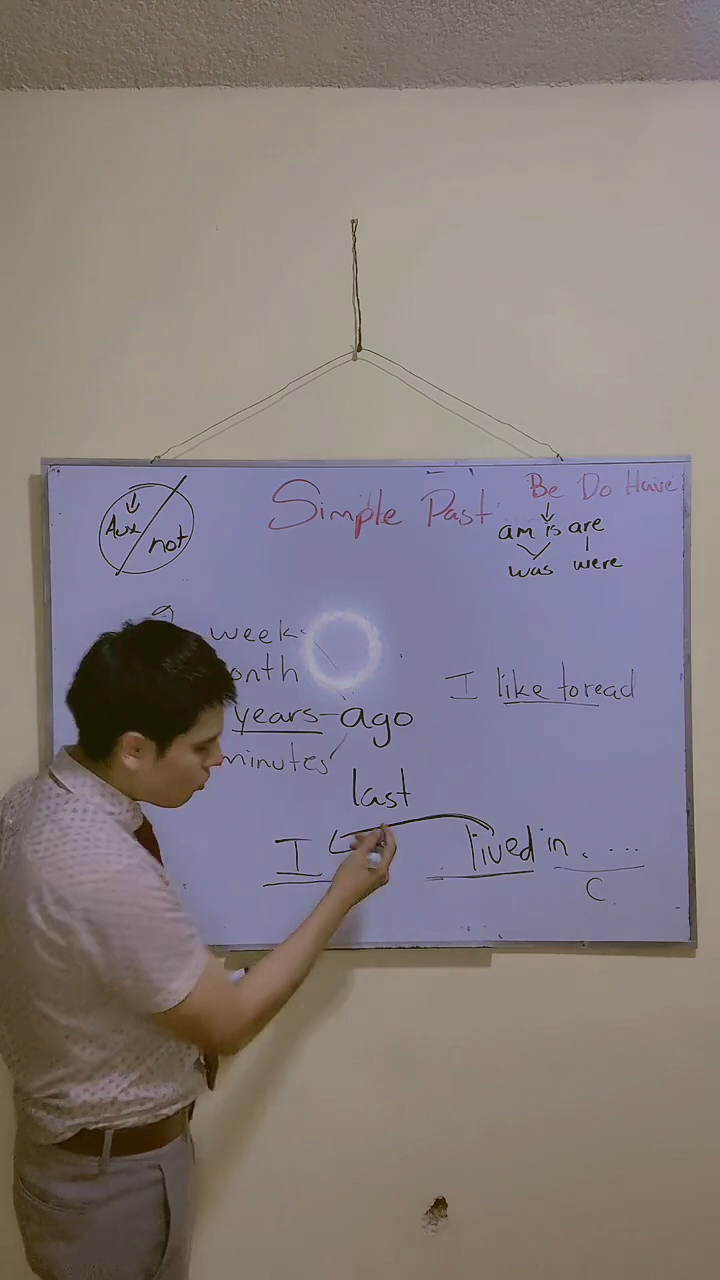 Simple Past
Be Do Have
am is are
was were
Aux
not
week
onth
years-ago
minutes
last
I like to read
I lived in . ...
C